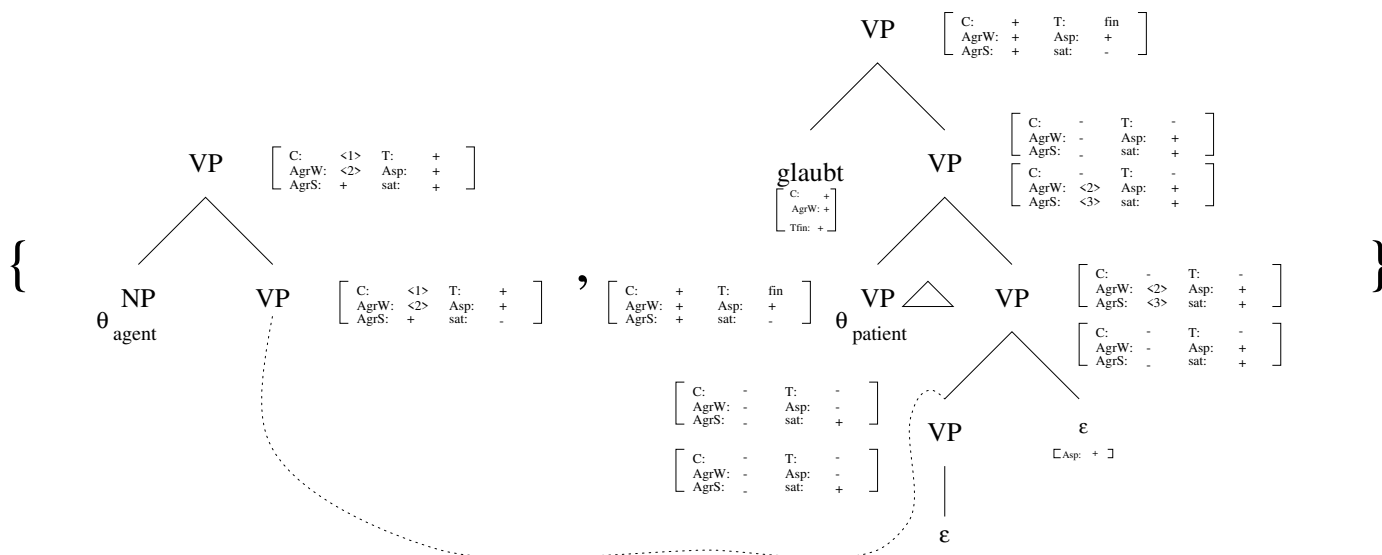 VP
C: + T: fin
AgrW: + Asp: +
AgrS: + sat: -
VP
C: <1> T: +
AgrW: <2> Asp: +
AgrS: + sat: +
glaubt
C: +
AgrW: +
Tfin: +
VP
C: - T: -
AgrW: - Asp: +
AgrS: - sat: +
C: - T: -
AgrW: <2> Asp: +
AgrS: <3> sat: +
{
NP
θ agent
VP
C: <1> T: +
AgrW: <2> Asp: +
AgrS: + sat: -
,
C: + T: fin
AgrW: + Asp: +
AgrS: + sat: -
VP
θ patient
VP
C: - T: -
AgrW: <2> Asp: +
AgrS: <3> sat: +
C: - T: -
AgrW: - Asp: +
AgrS: - sat: +
}
C: - T: -
AgrW: - Asp: -
AgrS: - sat: +
C: - T: -
AgrW: - Asp: -
AgrS: - sat: +
VP
ε
Asp: +
ε